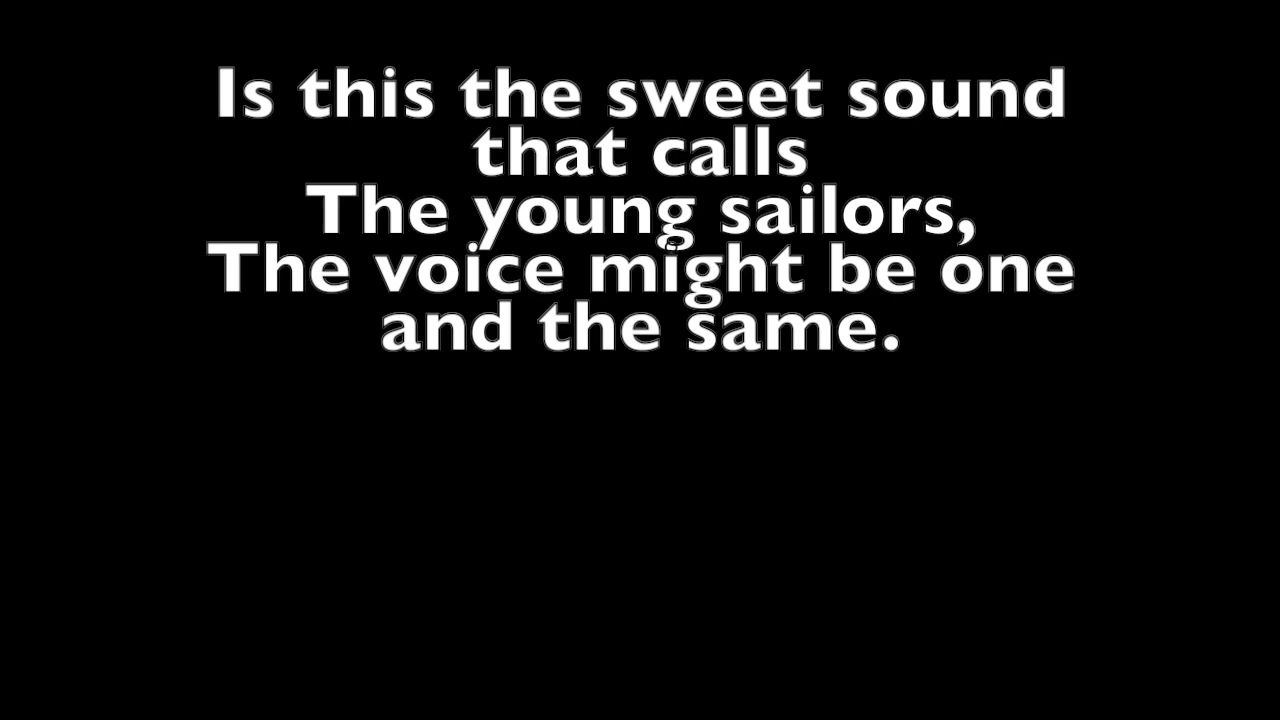 Is this the sweet sound
that calls
The young sailors,
The voice might be one
and the same.